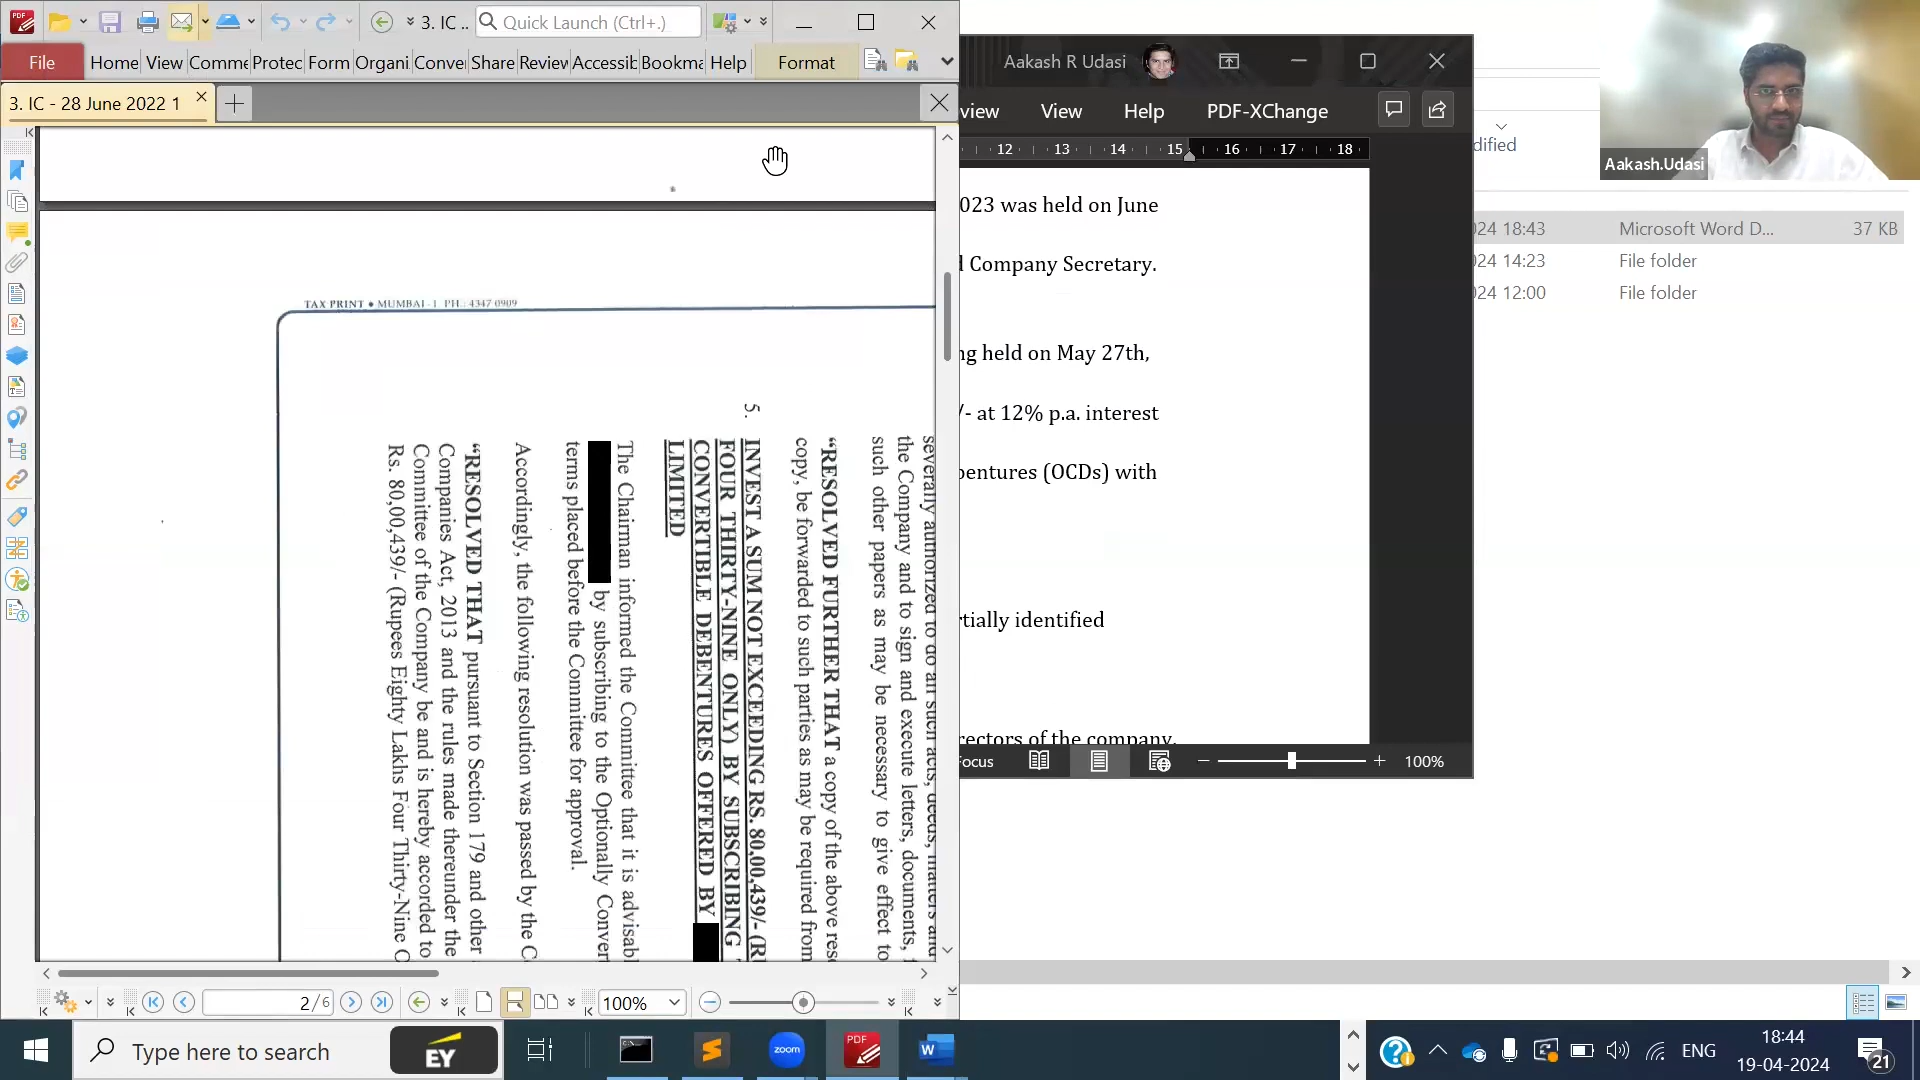 3. IC ..
Quick Launch (Ctrl+.)
File
Home
View
Comme
Protec
Form
Organi
Conve
Share
Review
Accessib
Bookma
Help
Format
3. IC - 28 June 2022 1
TAX PRINT ● MUMBAI - 1 PH.: 4347 0909
severally authorized to do all such acts, deeds, matters and
the Company and to sign and execute letters, documents,
such other papers as may be necessary to give effect to
“RESOLVED FURTHER THAT a copy of the above reso
copy, be forwarded to such parties as may be required from
5.
INVEST A SUM NOT EXCEEDING RS. 80,00,439/- (R
FOUR THIRTY-NINE ONLY) BY SUBSCRIBING
CONVERTIBLE DEBENTURES OFFERED BY
LIMITED
The Chairman informed the Committee that it is advisabl
by subscribing to the Optionally Convert
terms placed before the Committee for approval.
Accordingly, the following resolution was passed by the C
“RESOLVED THAT pursuant to Section 179 and other
Companies Act, 2013 and the rules made thereunder the
Committee of the Company be and is hereby accorded to
Rs. 80,00,439/- (Rupees Eighty Lakhs Four Thirty-Nine O
2 / 6
100%
Aakash R Udasi
view
View
Help
PDF-XChange
12 13 14 15 16 17 18
023 was held on June
d Company Secretary.
ng held on May 27th,
/- at 12% p.a. interest
bentures (OCDs) with
rtially identified
rectors of the company.
Focus
100%
dified
Aakash.Udasi
24 18:43 Microsoft Word D... 37 KB
24 14:23 File folder
24 12:00 File folder
Type here to search
EY
zoom
PDF
W
ENG
18:44
19-04-2024
21